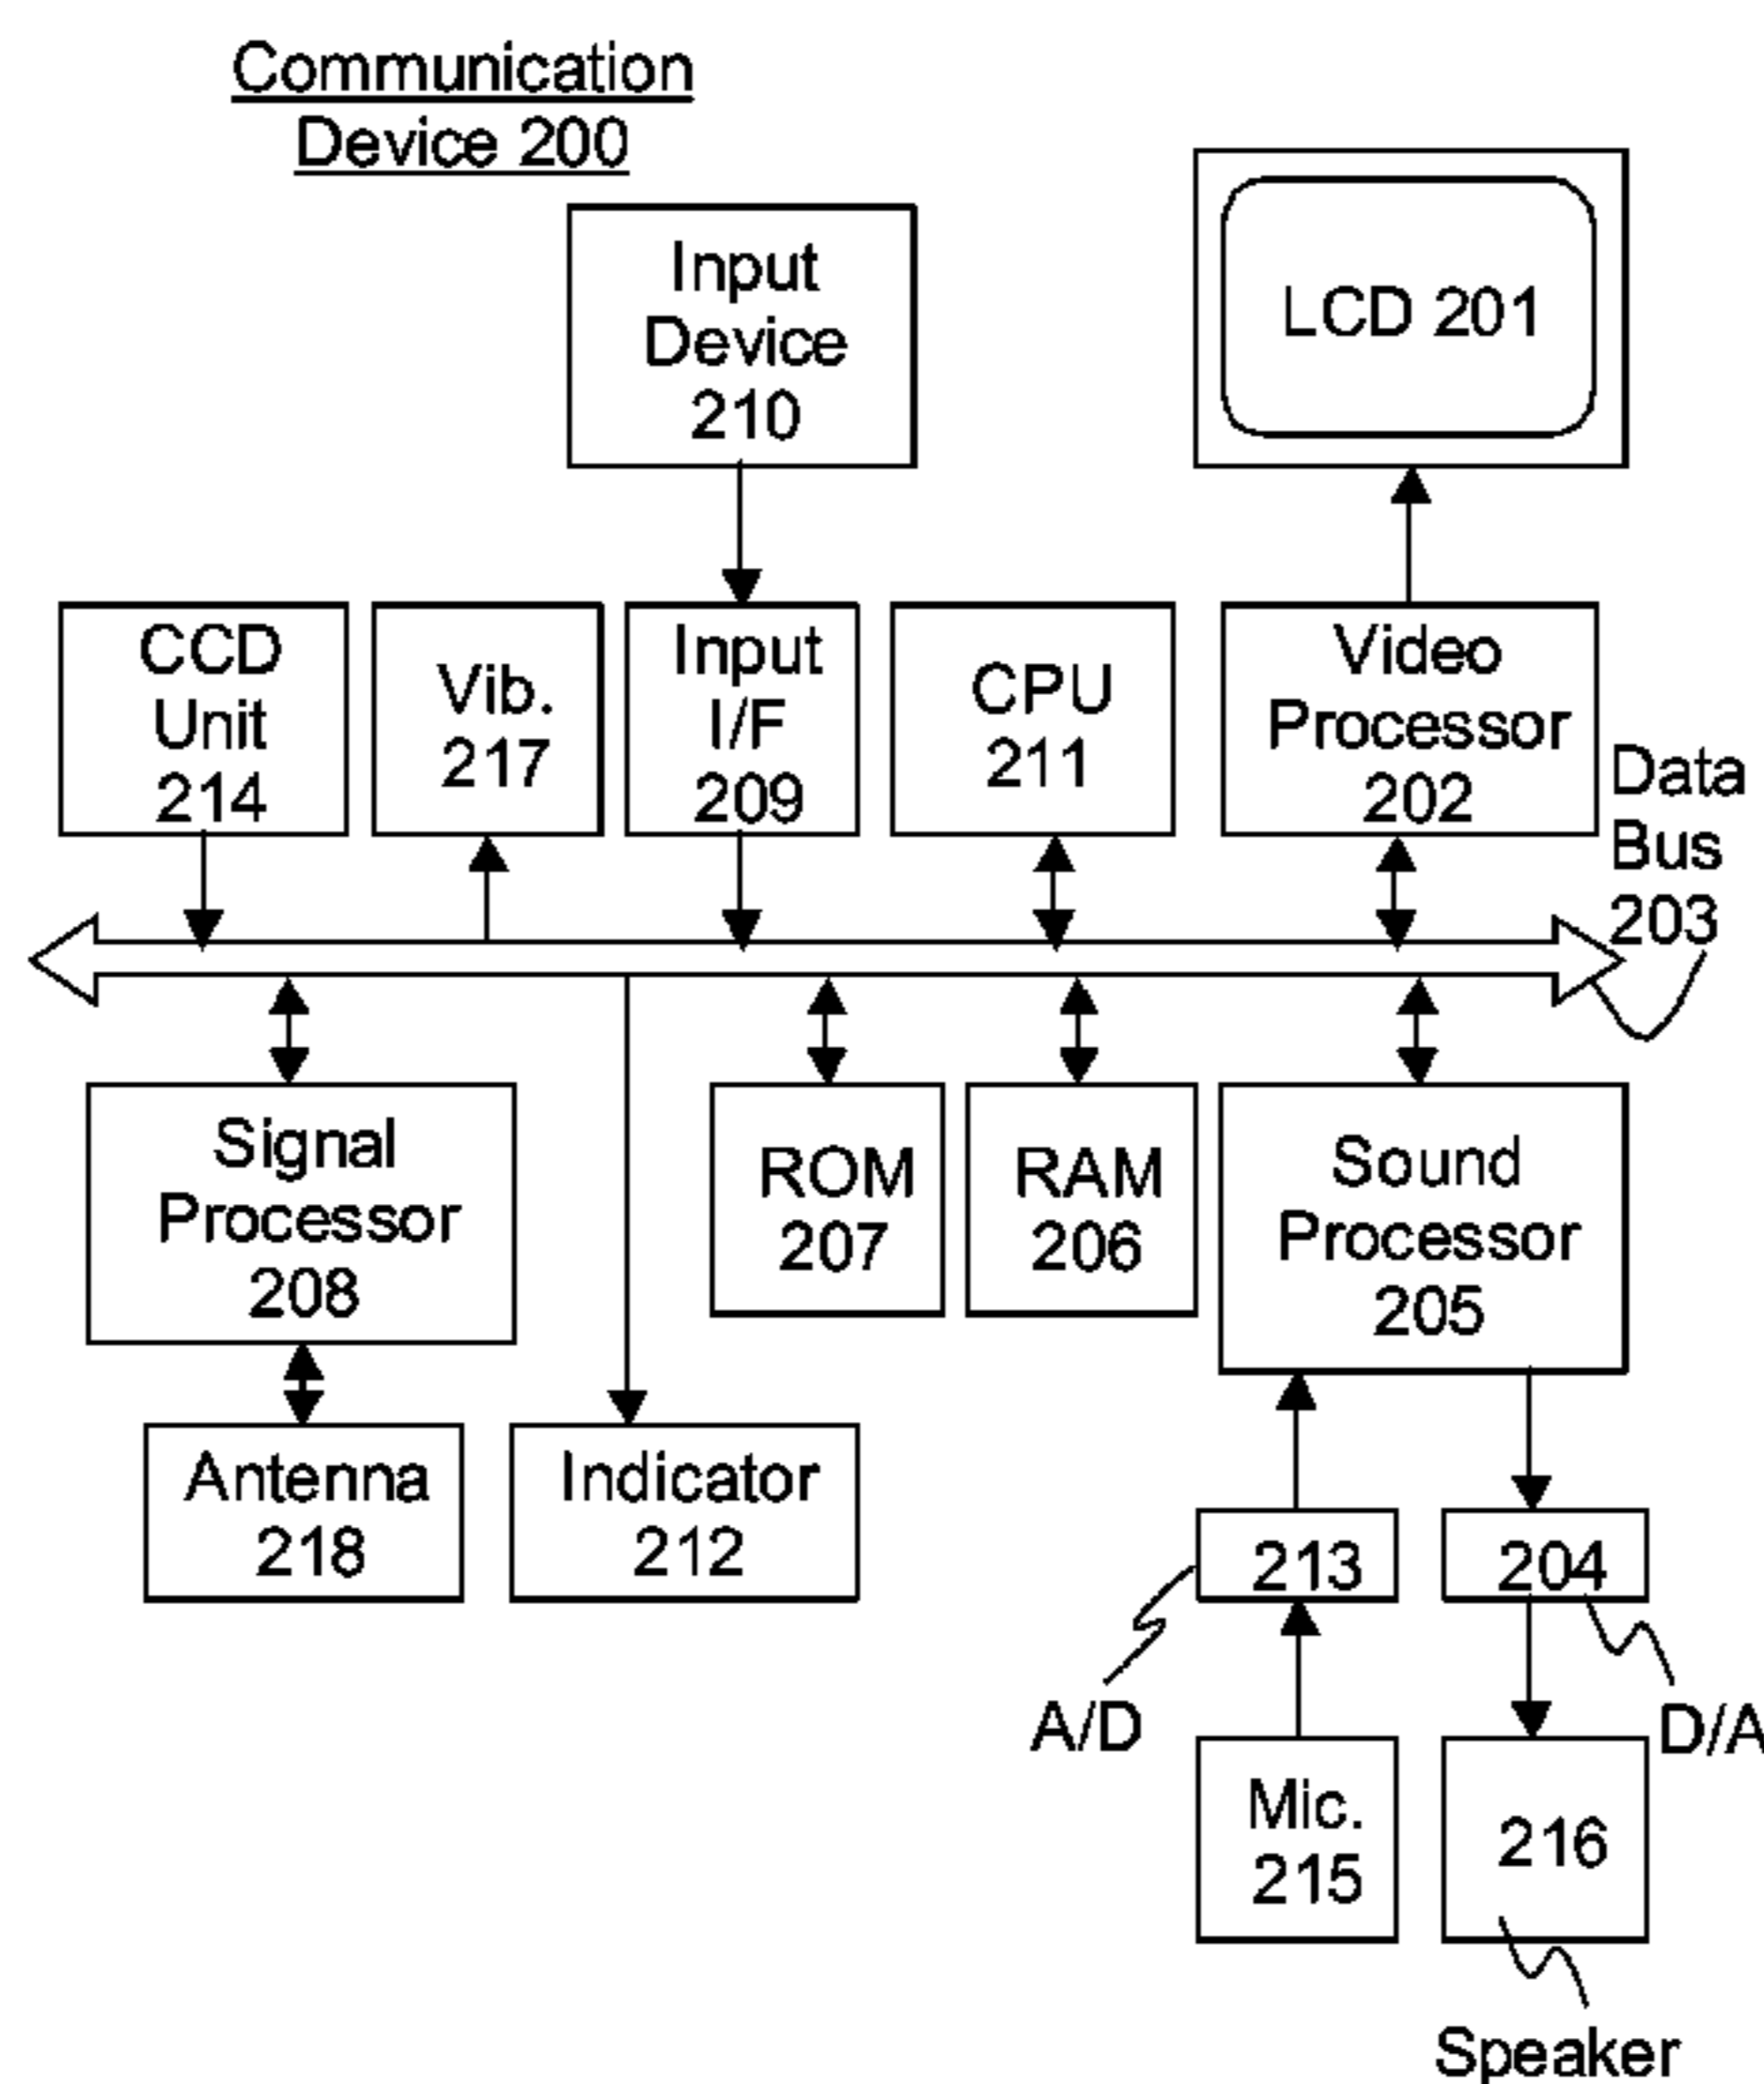 Communication
Device 200
Input
Device
210
LCD 201
CCD
Unit
214
Vib.
217
Input
I/F
209
CPU
211
Video
Processor
202
Data
Bus
203
Signal
Processor
208
ROM
207
RAM
206
Sound
Processor
205
Antenna
218
Indicator
212
213
204
A/D
D/A
Mic.
215
216
Speaker